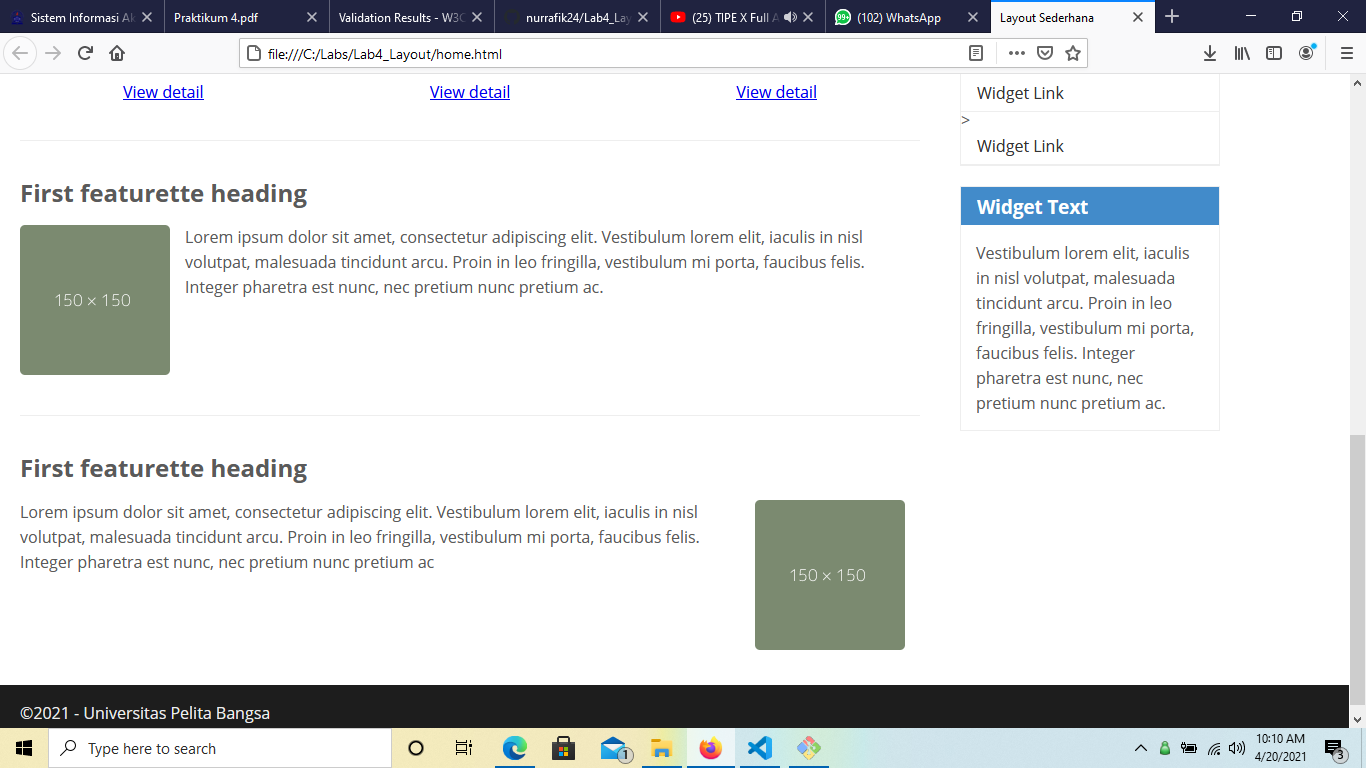 Sistem Informasi Ak
Praktikum 4.pdf
Validation Results - W3C
nurrafik24/Lab4_Lay
(25) TIPE X Full A
99+
(102) WhatsApp
Layout Sederhana
file:///C:/Labs/Lab4_Layout/home.html
View detail
View detail
View detail
First featurette heading
150 × 150
Lorem ipsum dolor sit amet, consectetur adipiscing elit. Vestibulum lorem elit, iaculis in nisl
volutpat, malesuada tincidunt arcu. Proin in leo fringilla, vestibulum mi porta, faucibus felis.
Integer pharetra est nunc, nec pretium nunc pretium ac.
First featurette heading
Lorem ipsum dolor sit amet, consectetur adipiscing elit. Vestibulum lorem elit, iaculis in nisl
volutpat, malesuada tincidunt arcu. Proin in leo fringilla, vestibulum mi porta, faucibus felis.
Integer pharetra est nunc, nec pretium nunc pretium ac
150 × 150
Widget Link
>
Widget Link
Widget Text
Vestibulum lorem elit, iaculis
in nisl volutpat, malesuada
tincidunt arcu. Proin in leo
fringilla, vestibulum mi porta,
faucibus felis. Integer
pharetra est nunc, nec
pretium nunc pretium ac.
©2021 - Universitas Pelita Bangsa
Type here to search
1
10:10 AM
4/20/2021
3